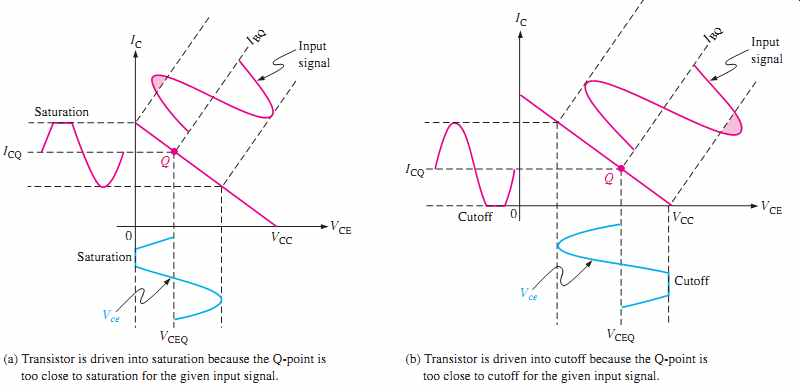 I_C
I_BQ
Input
signal
Saturation
I_CQ
Q
0
V_CC
V_CE
Saturation
V_ce
V_CEQ
(a) Transistor is driven into saturation because the Q-point is
too close to saturation for the given input signal.
I_C
I_BQ
Input
signal
I_CQ
Q
Cutoff
0
V_CC
V_CE
Cutoff
V_ce
V_CEQ
(b) Transistor is driven into cutoff because the Q-point is
too close to cutoff for the given input signal.